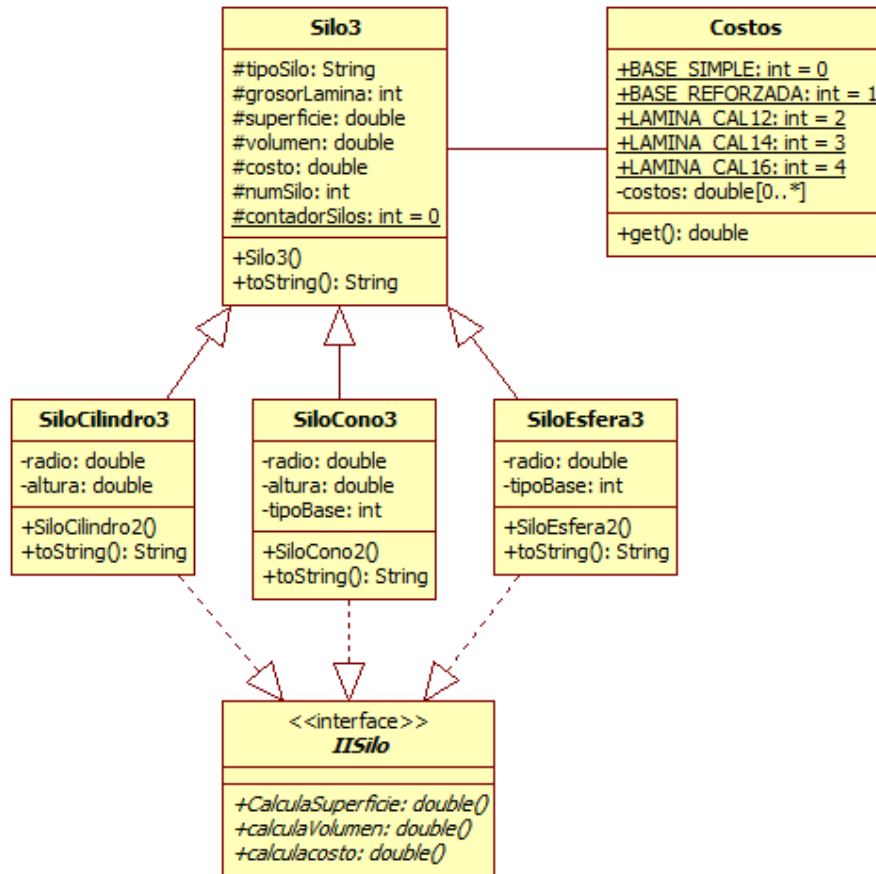 Silo3
#tipoSilo: String
#grosorLamina: int
#superficie: double
#volumen: double
#costo: double
#numSilo: int
#contadorSilos: int = 0
+Silo3()
+toString(): String
Costos
+BASE_SIMPLE: int = 0
+BASE_REFORZADA: int = 1
+LAMINA_CAL12: int = 2
+LAMINA_CAL14: int = 3
+LAMINA_CAL16: int = 4
-costos: double[0..*]
+get(): double
SiloCilindro3
-radio: double
-altura: double
+SiloCilindro2()
+toString(): String
SiloCono3
-radio: double
-altura: double
-tipoBase: int
+SiloCono2()
+toString(): String
SiloEsfera3
-radio: double
-tipoBase: int
+SiloEsfera2()
+toString(): String
<<interface>>
IISilo
+CalculaSuperficie: double()
+calculaVolumen: double()
+calculacosto: double()